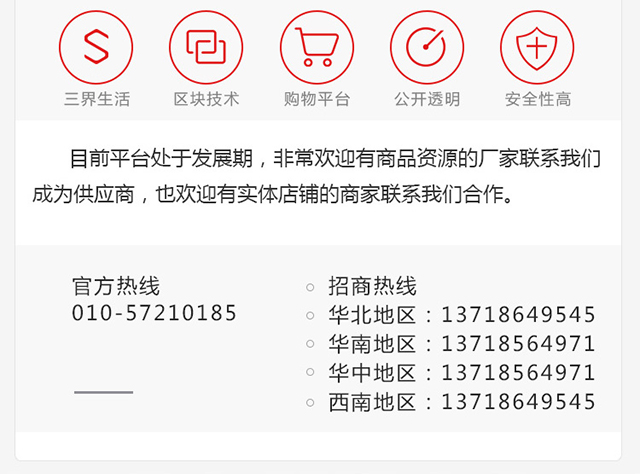 三界生活 区块技术 购物平台 公开透明 安全性高
目前平台处于发展期，非常欢迎有商品资源的厂家联系我们
成为供应商，也欢迎有实体店铺的商家联系我们合作。
官方热线
010-57210185
招商热线
华北地区：13718649545
华南地区：13718564971
华中地区：13718564971
西南地区：13718649545